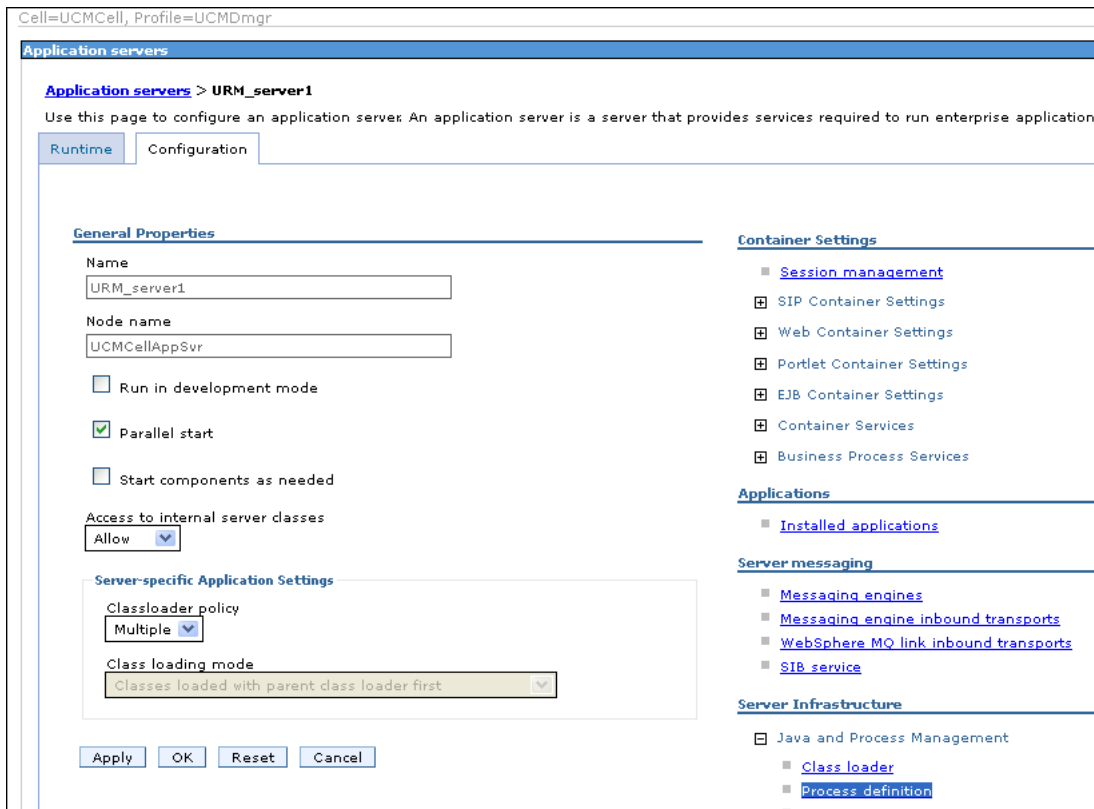 Cell=UCMCell, Profile=UCMDmgr
Application servers
Application servers > URM_server1
Use this page to configure an application server. An application server is a server that provides services required to run enterprise application
Runtime
Configuration
General Properties
Name
URM_server1
Node name
UCMCellAppSvr
Run in development mode
Parallel start
Start components as needed
Access to internal server classes
Allow
Server-specific Application Settings
Classloader policy
Multiple
Class loading mode
Classes loaded with parent class loader first
Apply
OK
Reset
Cancel
Container Settings
Session management
SIP Container Settings
Web Container Settings
Portlet Container Settings
EJB Container Settings
Container Services
Business Process Services
Applications
Installed applications
Server messaging
Messaging engines
Messaging engine inbound transports
WebSphere MQ link inbound transports
SIB service
Server Infrastructure
Java and Process Management
Class loader
Process definition